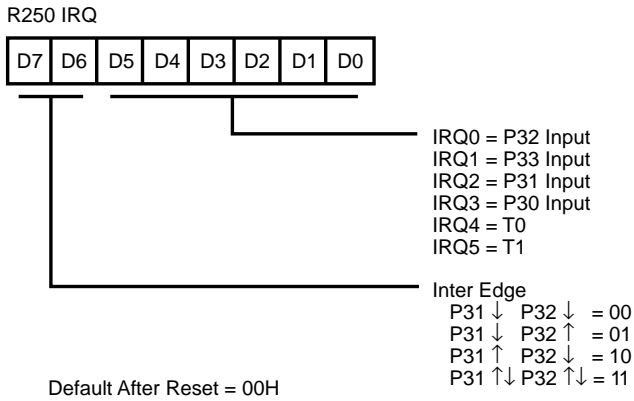 R250 IRQ
D7 D6 D5 D4 D3 D2 D1 D0
IRQ0 = P32 Input
IRQ1 = P33 Input
IRQ2 = P31 Input
IRQ3 = P30 Input
IRQ4 = T0
IRQ5 = T1
Inter Edge
P31 ↓ P32 ↓ = 00
P31 ↓ P32 ↑ = 01
P31 ↑ P32 ↓ = 10
P31 ↑↓ P32 ↑↓ = 11
Default After Reset = 00H